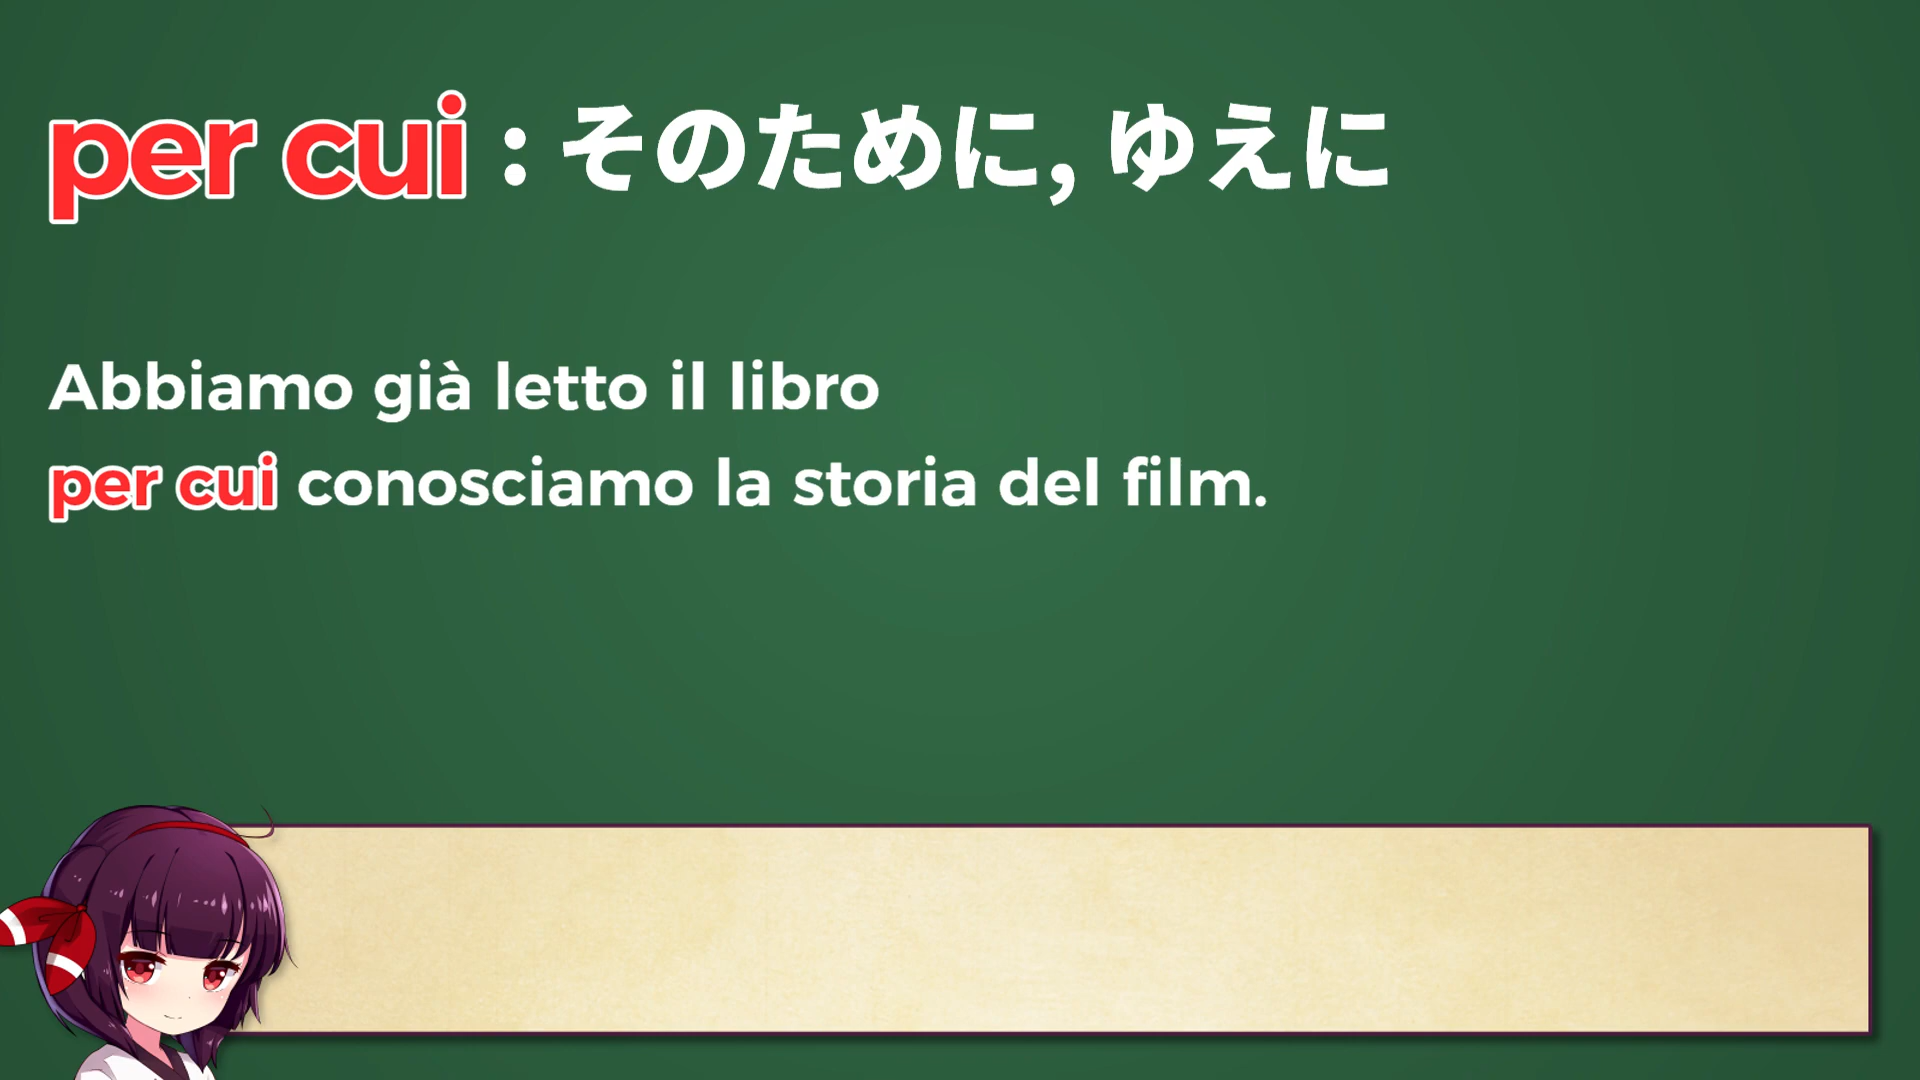 per cui : そのために, ゆえに
Abbiamo già letto il libro
per cui conosciamo la storia del film.